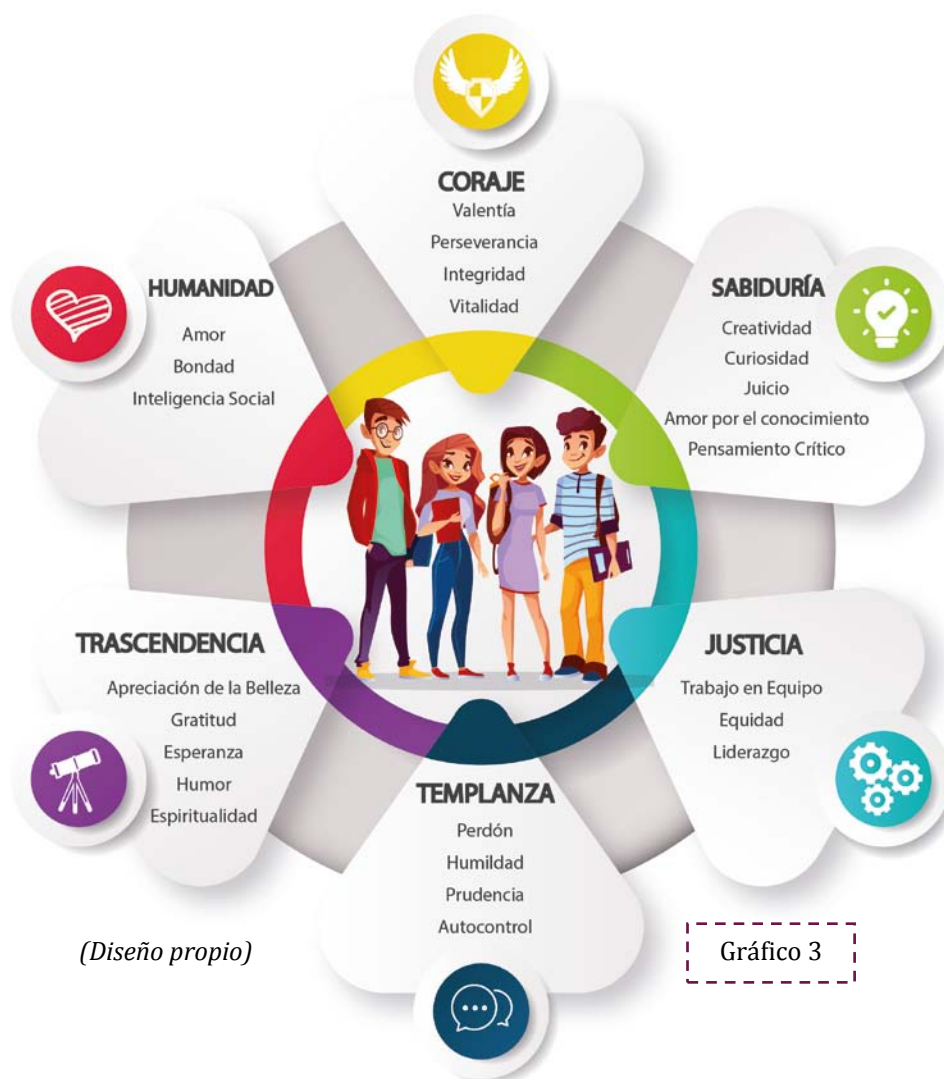 CORAJE
Valentía
Perseverancia
Integridad
Vitalidad
HUMANIDAD
Amor
Bondad
Inteligencia Social
SABIDURÍA
Creatividad
Curiosidad
Juicio
Amor por el conocimiento
Pensamiento Crítico
TRASCENDENCIA
Apreciación de la Belleza
Gratitud
Esperanza
Humor
Espiritualidad
JUSTICIA
Trabajo en Equipo
Equidad
Liderazgo
TEMPLANZA
Perdón
Humildad
Prudencia
Autocontrol
(Diseño propio)
Gráfico 3